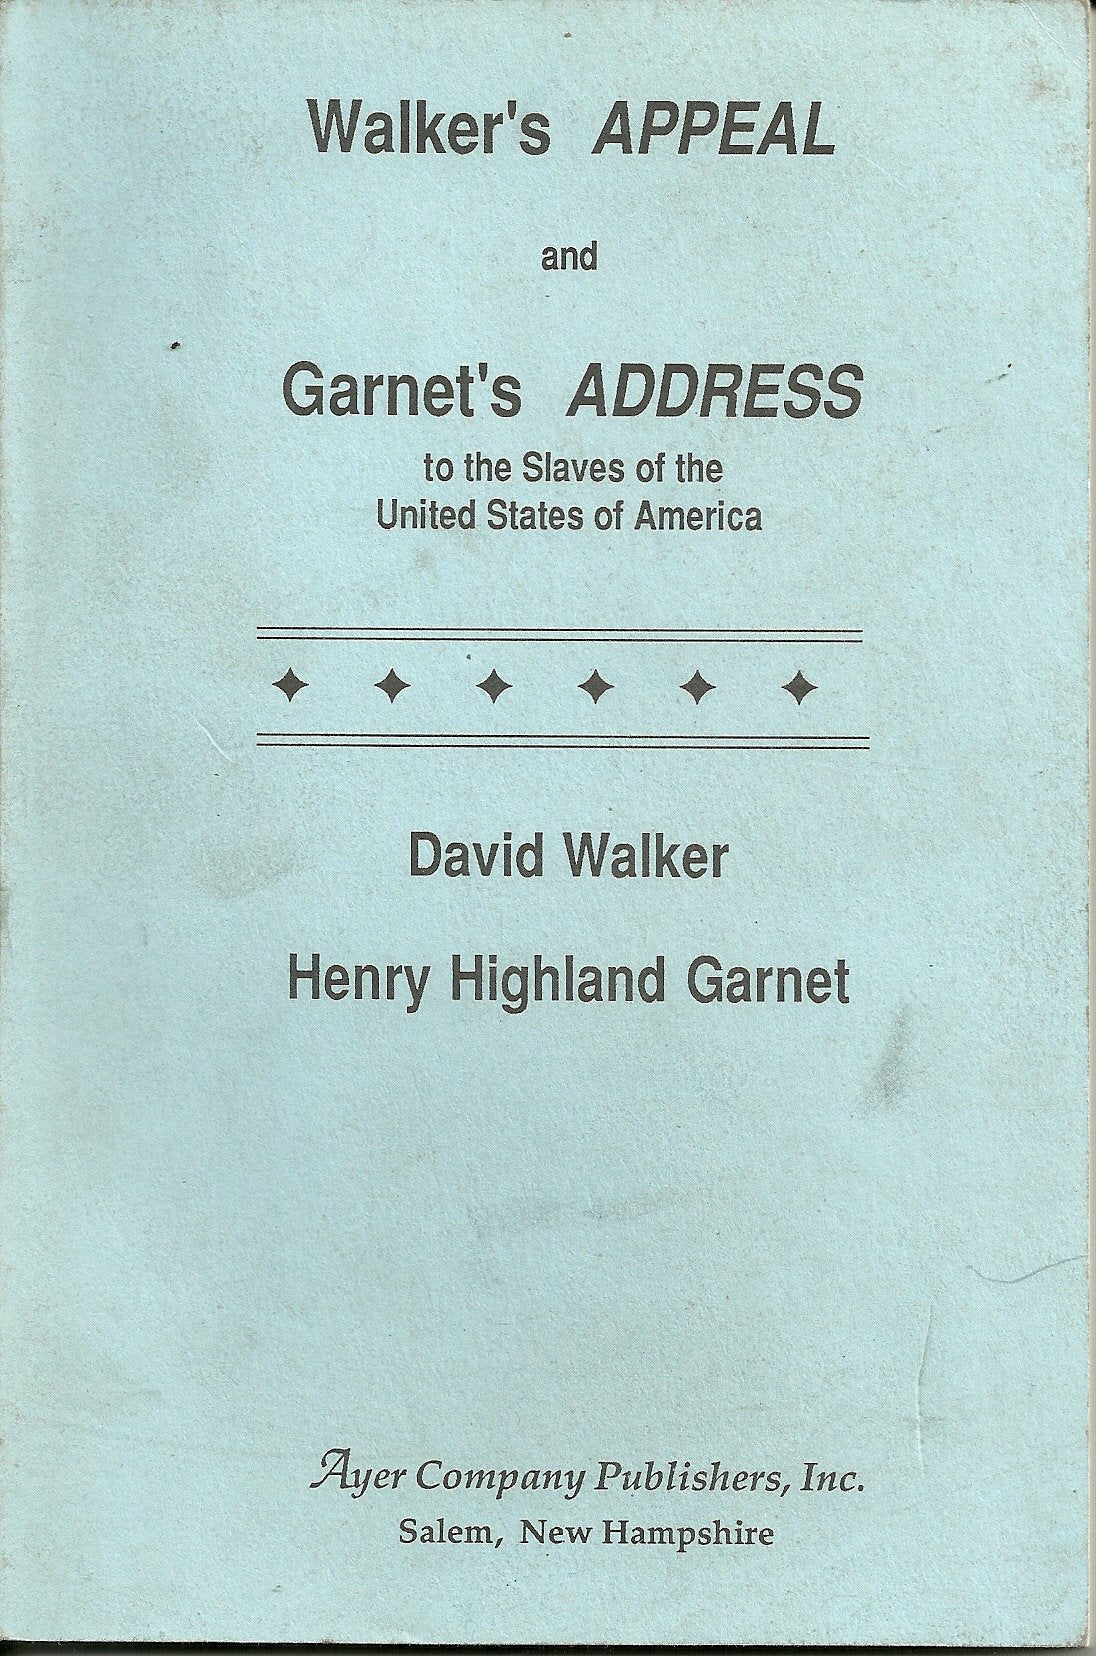 Walker's APPEAL
and
Garnet's ADDRESS
to the Slaves of the
United States of America
David Walker
Henry Highland Garnet
Ayer Company Publishers, Inc.
Salem, New Hampshire